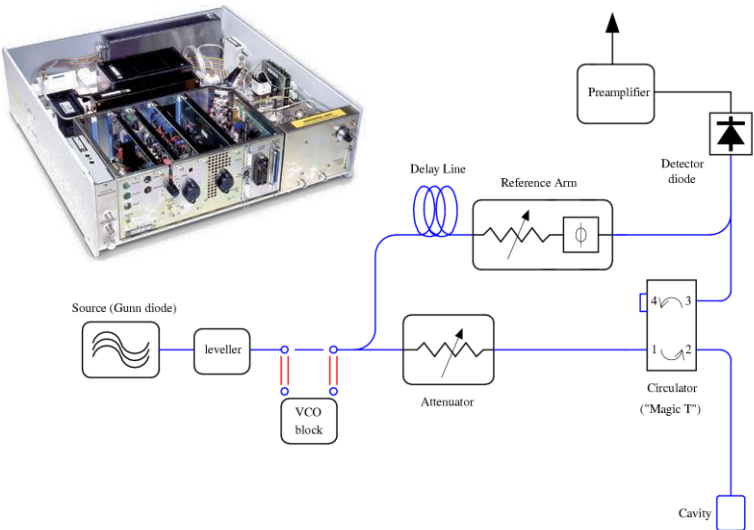 Preamplifier
Detector
diode
Delay Line
Reference Arm
ϕ
Source (Gunn diode)
4 3
leveller
1 2
Circulator
("Magic T")
Attenuator
VCO
block
Cavity